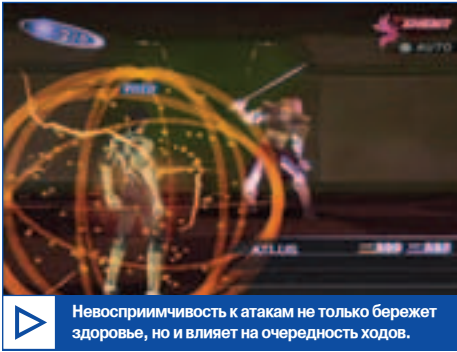 AUTO
ATLUS
Невосприимчивость к атакам не только бережет
здоровье, но и влияет на очередность ходов.